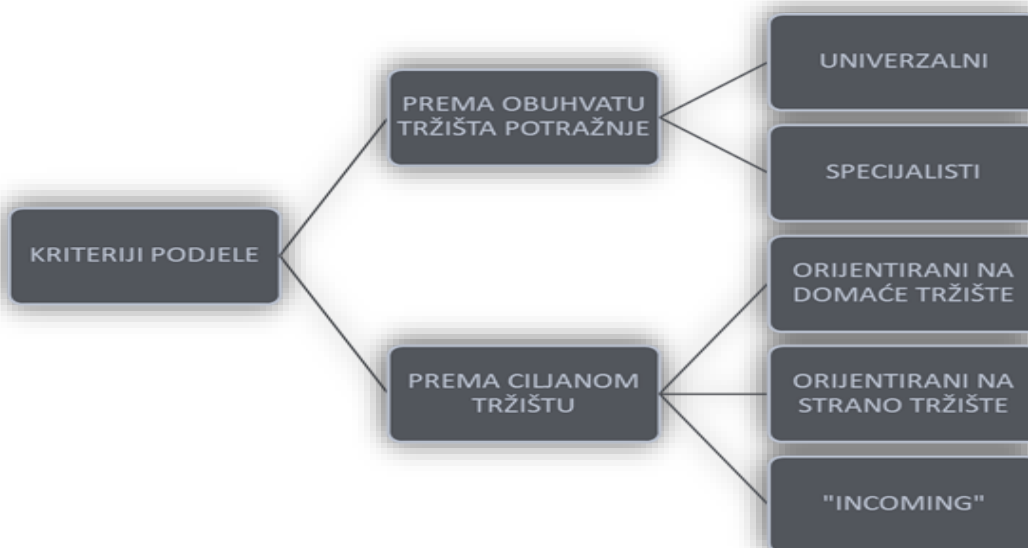 KRITERIJI PODJELE
PREMA OBUHVATU
TRŽIŠTA POTRAŽNJE
UNIVERZALNI
SPECIJALISTI
PREMA CILJANOM
TRŽIŠTU
ORIJENTIRANI NA
DOMAĆE TRŽIŠTE
ORIJENTIRANI NA
STRANO TRŽIŠTE
"INCOMING"